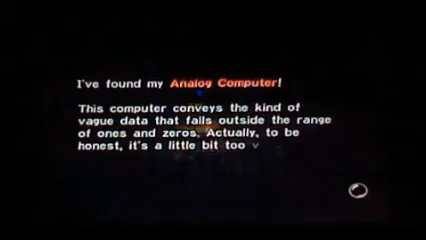 I've found my Analog Computer!
This computer conveys the kind of
vague data that falls outside the range
of ones and zeros. Actually, to be
honest, it's a little bit too v